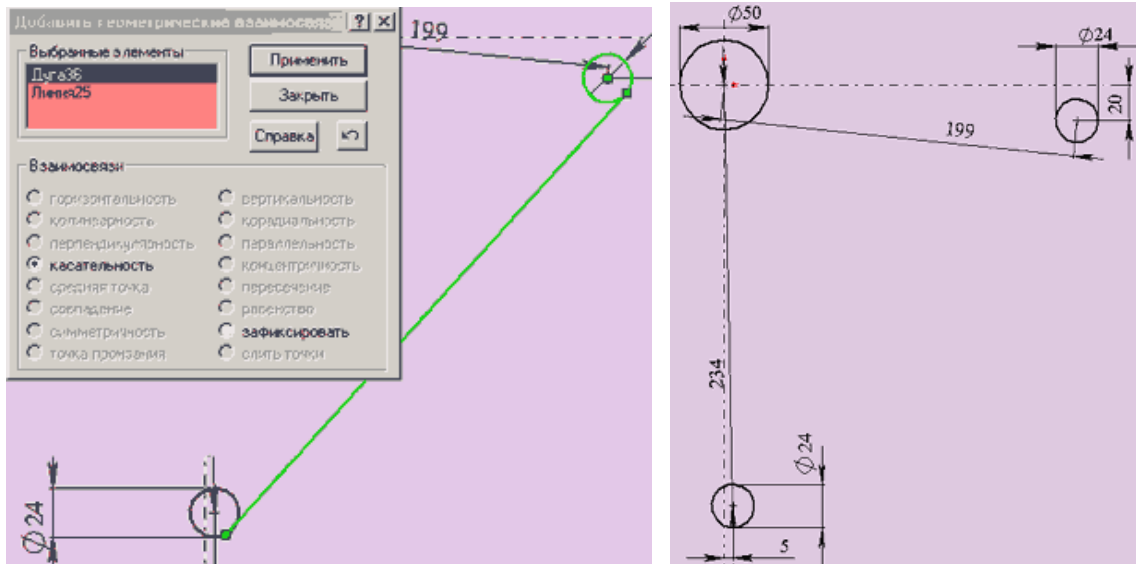 Добавить геометрические взаимосвязи
Выбранные элементы
Дуга36
Линия25
Применить
Закрыть
Справка
Взаимосвязи
горизонтальность
вертикальность
колинеарность
корадиальность
перпендикулярность
параллельность
касательность
концентричность
средняя точка
пересечение
совпадение
равенство
симметричность
зафиксировать
точка пронзания
слить точки
199
Ø24
Ø50
Ø24
20
199
234
Ø24
5